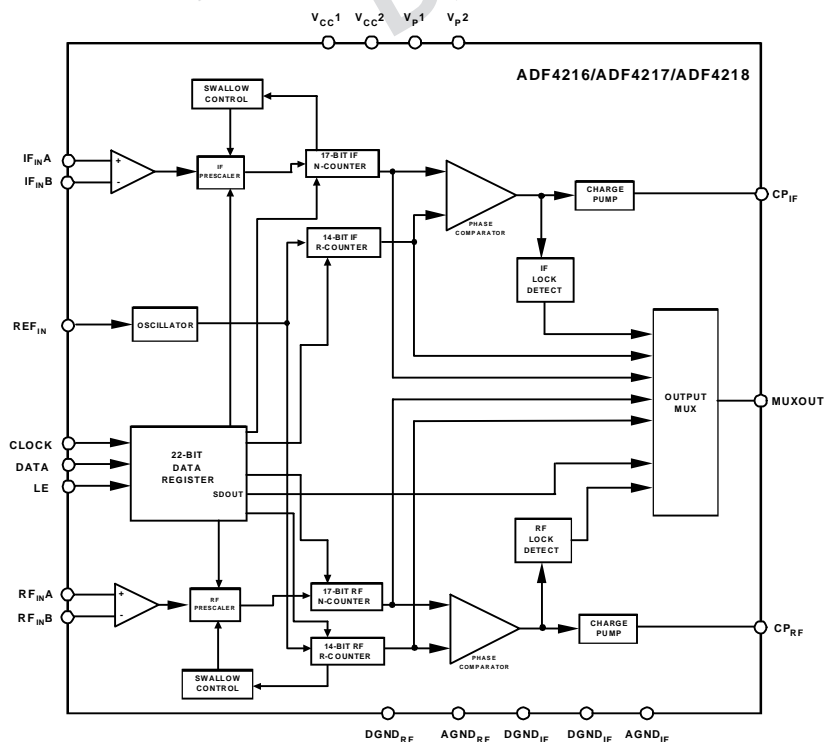 VCC1 VCC2 VP1 VP2
ADF4216/ADF4217/ADF4218
SWALLOW
CONTROL
IFINA
IFINB
+
-
IF
PRESCALER
17-BIT IF
N-COUNTER
PHASE
COMPARATOR
CHARGE
PUMP
CPIF
14-BIT IF
R-COUNTER
IF
LOCK
DETECT
REFIN
OSCILLATOR
OUTPUT
MUX
MUXOUT
CLOCK
DATA
LE
22-BIT
DATA
REGISTER
SDOUT
RF
LOCK
DETECT
RFINA
RFINB
+
-
RF
PRESCALER
17-BIT RF
N-COUNTER
PHASE
COMPARATOR
CHARGE
PUMP
CPRF
14-BIT RF
R-COUNTER
SWALLOW
CONTROL
DGNDRF AGNDRF DGNDIF DGNDIF AGNDIF